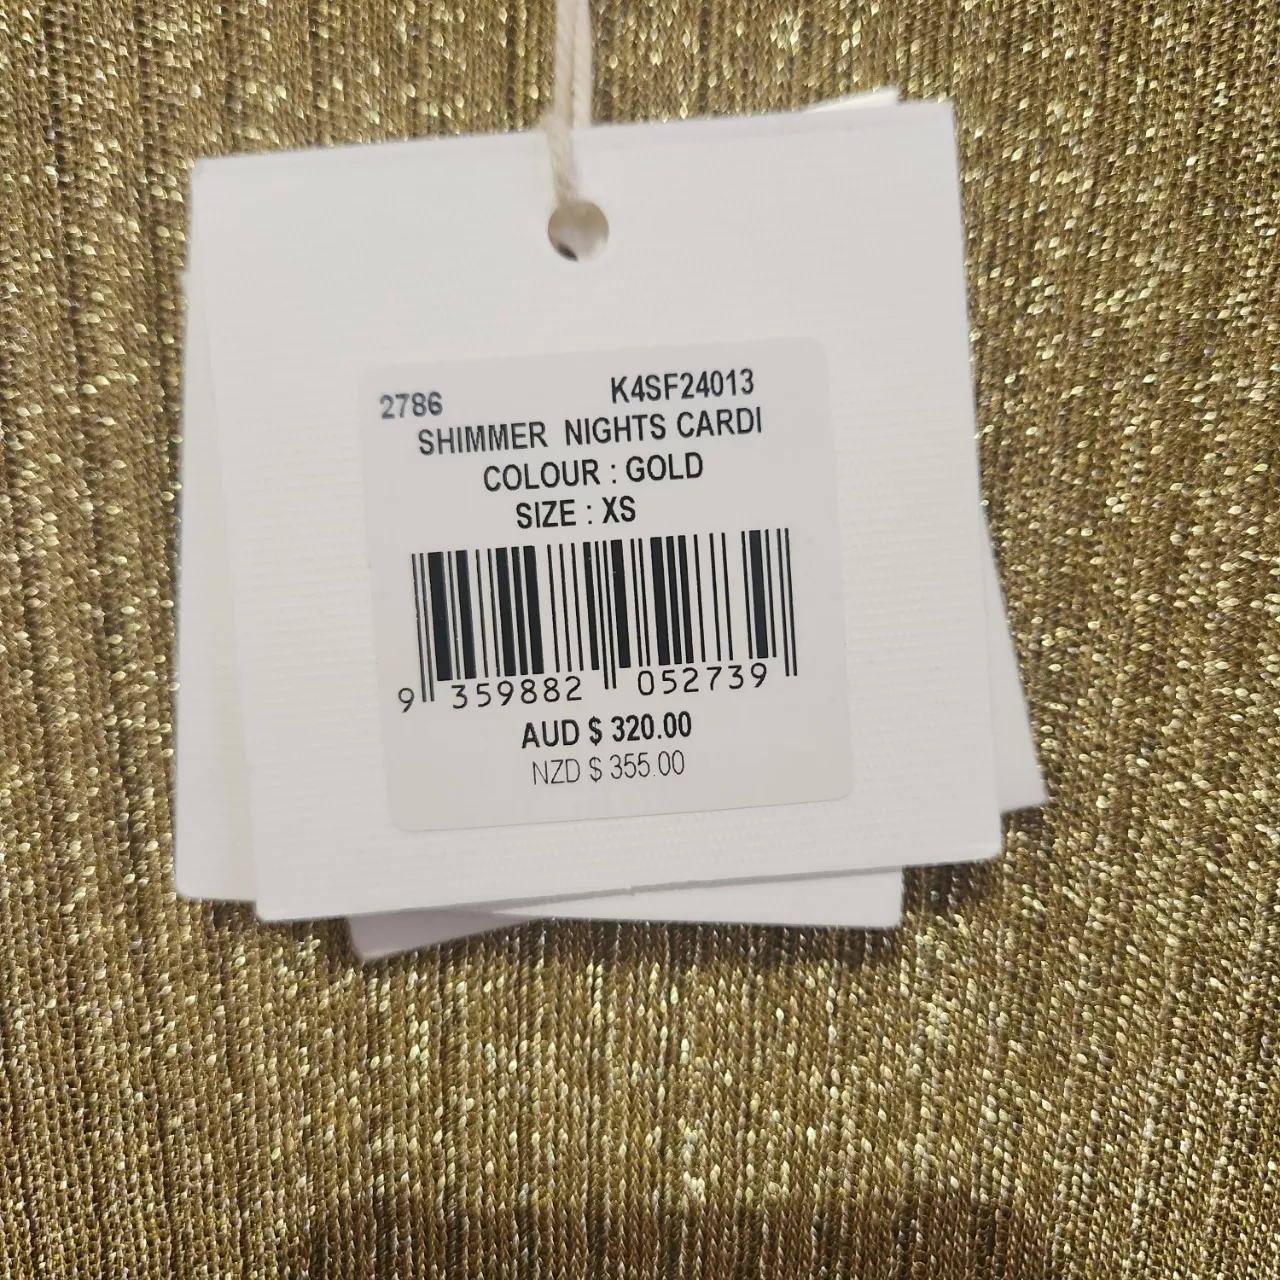 2786 K4SF24013
SHIMMER NIGHTS CARDI
COLOUR : GOLD
SIZE : XS
9 359882 052739
AUD $ 320.00
NZD $ 355.00